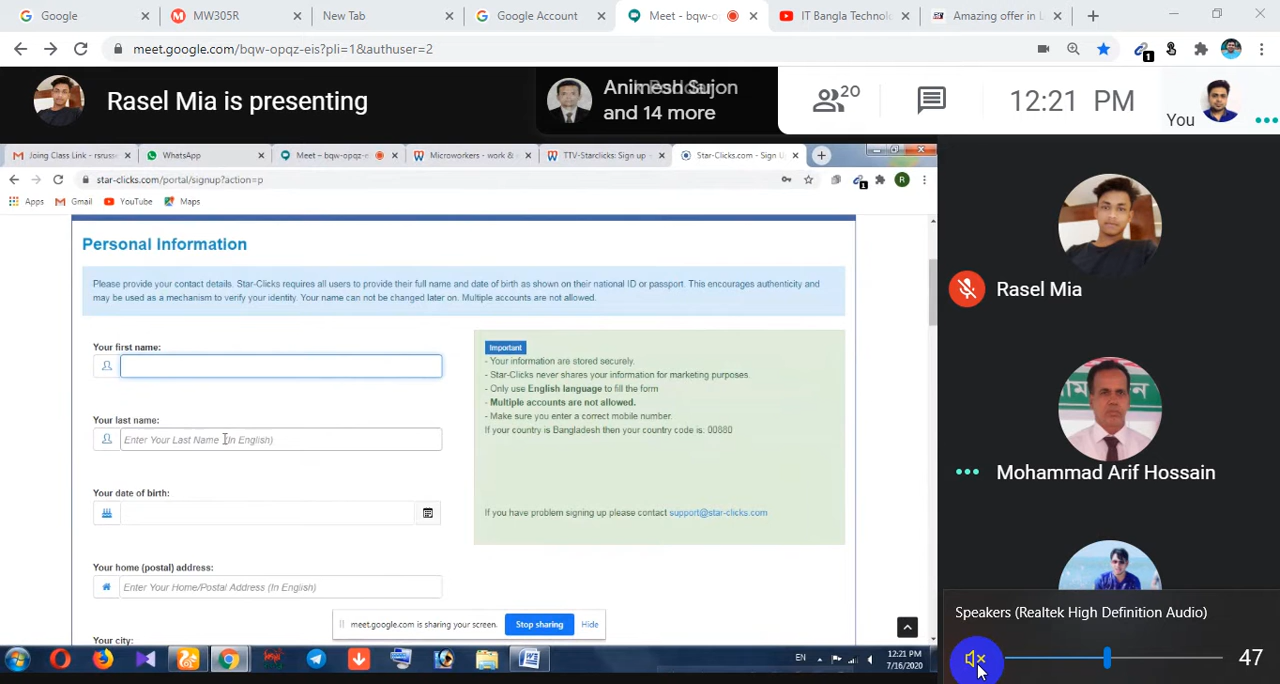 Google
MW305R
New Tab
Google Account
Meet - bqw-op
IT Bangla Technol
Amazing offer in
meet.google.com/bqw-opqz-eis?pli=1&authuser=2
1
Rasel Mia is presenting
and 14 more
20
12:21 PM
You
Joing Class Link - rsruss
WhatsApp
Meet – bqw-opqz-
Microworkers - work &
TTV-Starclicks: Sign up
Star-Clicks.com - Sign U
star-clicks.com/portal/signup?action=p
1
R
Apps
Gmail
YouTube
Maps
Personal Information
Please provide your contact details. Star-Clicks requires all users to provide their full name and date of birth as shown on their national ID or passport. This encourages authenticity and
may be used as a mechanism to verify your identity. Your name can not be changed later on. Multiple accounts are not allowed.
Your first name:
Your last name:
Enter Your Last Name (In English)
Your date of birth:
Your home (postal) address:
Enter Your Home/Postal Address (In English)
Your city:
Important
- Your information are stored securely.
- Star-Clicks never shares your information for marketing purposes.
- Only use English language to fill the form
- Multiple accounts are not allowed.
- Make sure you enter a correct mobile number.
If your country is Bangladesh then your country code is: 00880
If you have problem signing up please contact support@star-clicks.com
meet.google.com is sharing your screen.
Stop sharing
Hide
EN
12:21 PM
7/16/2020
Rasel Mia
Mohammad Arif Hossain
Speakers (Realtek High Definition Audio)
47